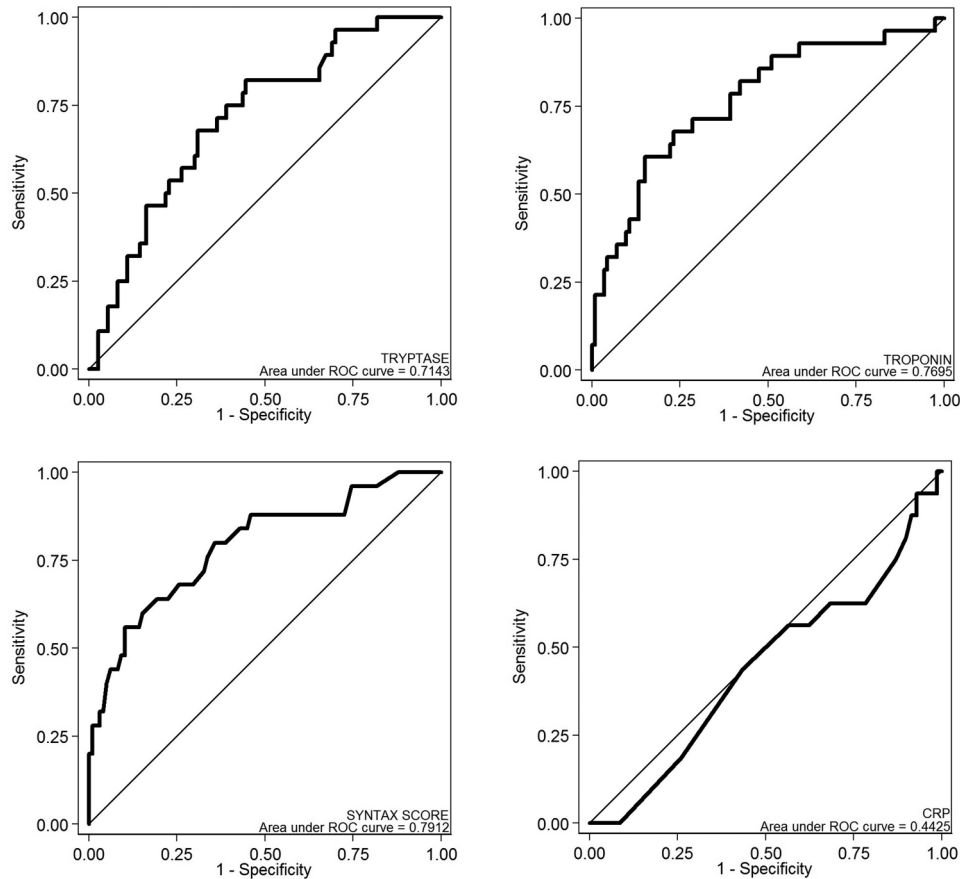 1.00
0.75
0.50
0.25
0.00
Sensitivity
TRYPTASE
Area under ROC curve = 0.7143
0.00 0.25 0.50 0.75 1.00
1 - Specificity
1.00
0.75
0.50
0.25
0.00
Sensitivity
TROPONIN
Area under ROC curve = 0.7695
0.00 0.25 0.50 0.75 1.00
1 - Specificity
1.00
0.75
0.50
0.25
0.00
Sensitivity
SYNTAX SCORE
Area under ROC curve = 0.7912
0.00 0.25 0.50 0.75 1.00
1 - Specificity
1.00
0.75
0.50
0.25
0.00
Sensitivity
CRP
Area under ROC curve = 0.4425
0.00 0.25 0.50 0.75 1.00
1 - Specificity